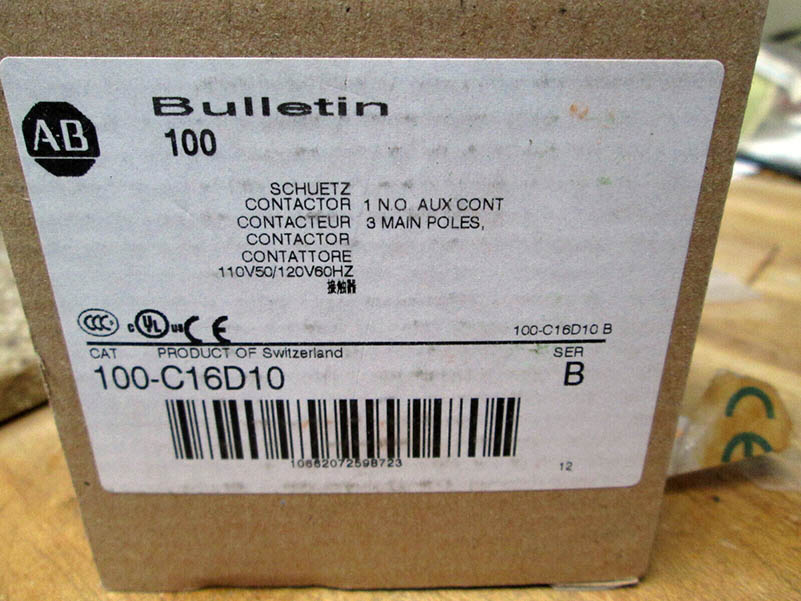 AB
Bulletin
100
SCHUETZ
CONTACTOR 1 N.O. AUX CONT
CONTACTEUR 3 MAIN POLES,
CONTACTOR
CONTATTORE
110V50/120V60HZ
接触器
CCC c UL us CE
100-C16D10 B
CAT PRODUCT OF Switzerland SER
100-C16D10 B
10662072598723
12
CE